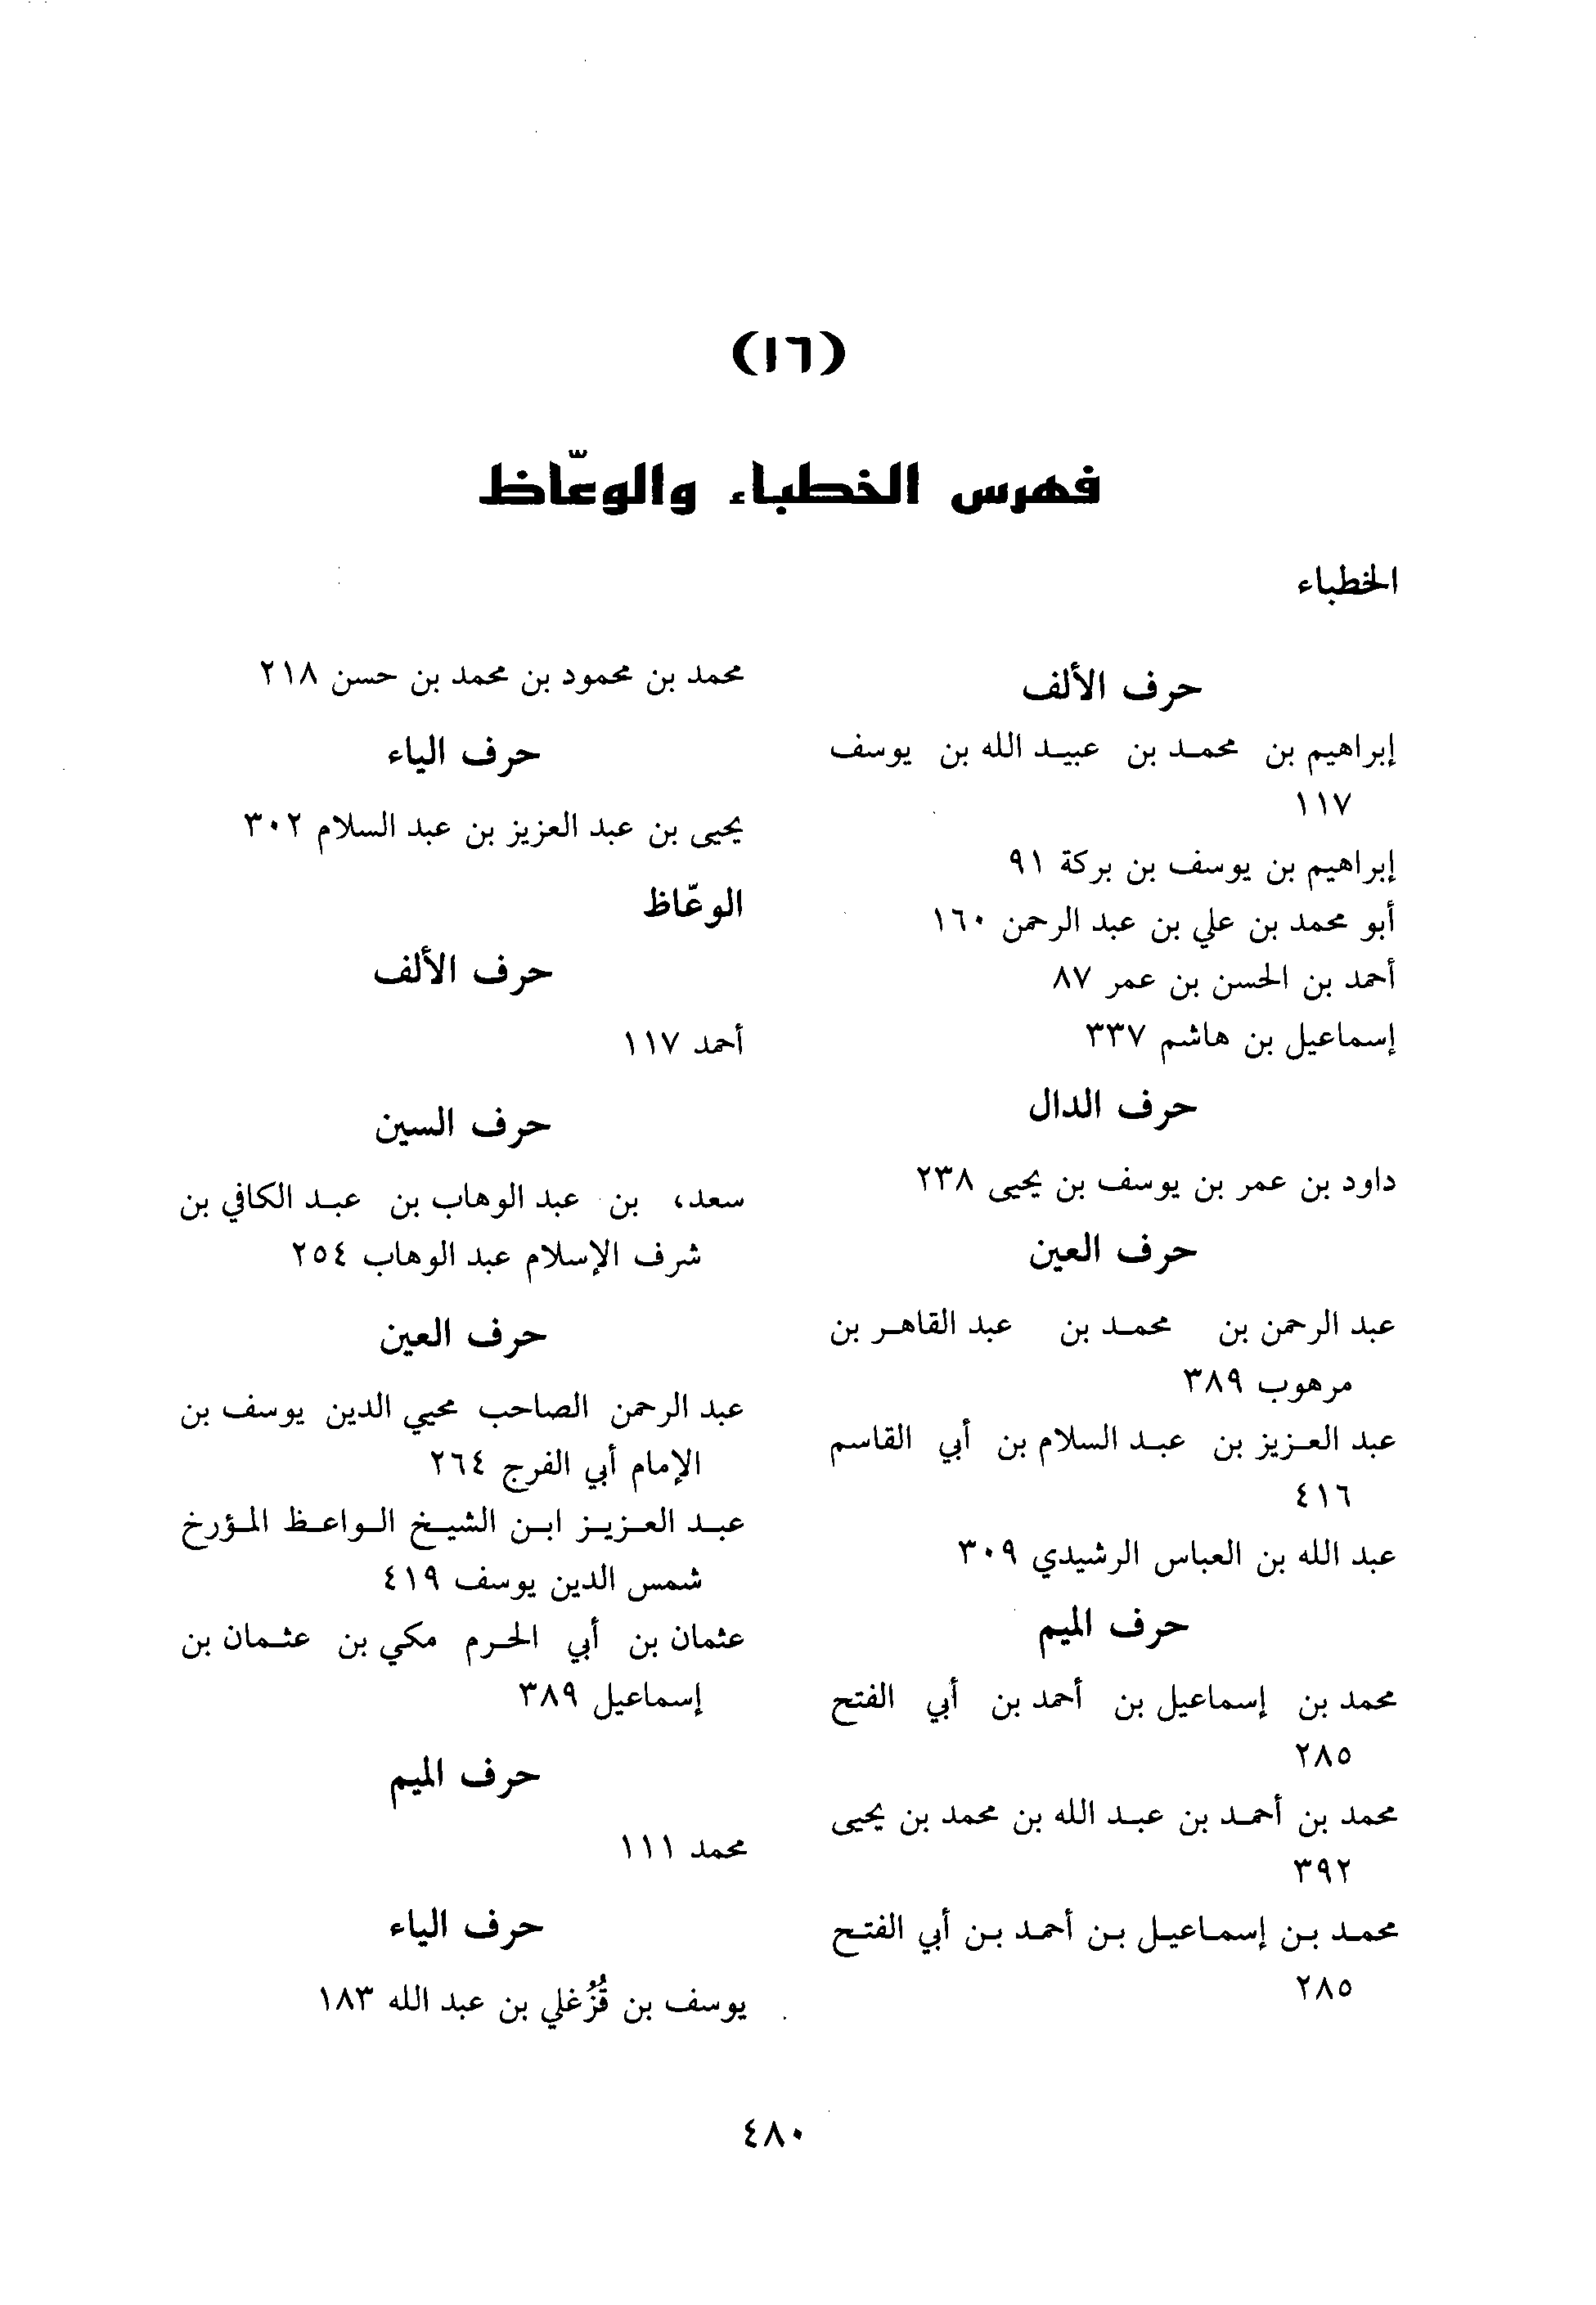 (١٦)
فهرس الخطباء والوعّاظ
الخطباء
حرف الألف
إبراهيم بن محمد بن عبيد الله بن يوسف
١١٧
إبراهيم بن يوسف بن بركة ٩١
أبو محمد بن علي بن عبد الرحمن ١٦٠
أحمد بن الحسن بن عمر ٨٧
إسماعيل بن هاشم ٣٣٧
حرف الدال
داود بن عمر بن يوسف بن يحيى ٢٣٨
حرف العين
عبد الرحمن بن محمد بن عبد القاهر بن
مرهوب ٣٨٩
عبد العزيز بن عبد السلام بن أبي القاسم
٤١٦
عبد الله بن العباس الرشيدي ٣٠٩
حرف الميم
محمد بن إسماعيل بن أحمد بن أبي الفتح
٢٨٥
محمد بن أحمد بن عبد الله بن محمد بن يحيى
٣٩٢
محمد بن إسماعيل بن أحمد بن أبي الفتح
٢٨٥
محمد بن محمود بن محمد بن حسن ٢١٨
حرف الياء
يحيى بن عبد العزيز بن عبد السلام ٣٠٢
الوعّاظ
حرف الألف
أحمد ١١٧
حرف السين
سعد، بن عبد الوهاب بن عبد الكافي بن
شرف الإسلام عبد الوهاب ٢٥٤
حرف العين
عبد الرحمن الصاحب محيي الدين يوسف بن
الإمام أبي الفرج ٢٦٤
عبد العزيز ابن الشيخ الواعظ المؤرخ
شمس الدين يوسف ٤١٩
عثمان بن أبي الحرم مكي بن عثمان بن
إسماعيل ٣٨٩
حرف الميم
محمد ١١١
حرف الياء
يوسف بن قُزُغلي بن عبد الله ١٨٣
٤٨٠